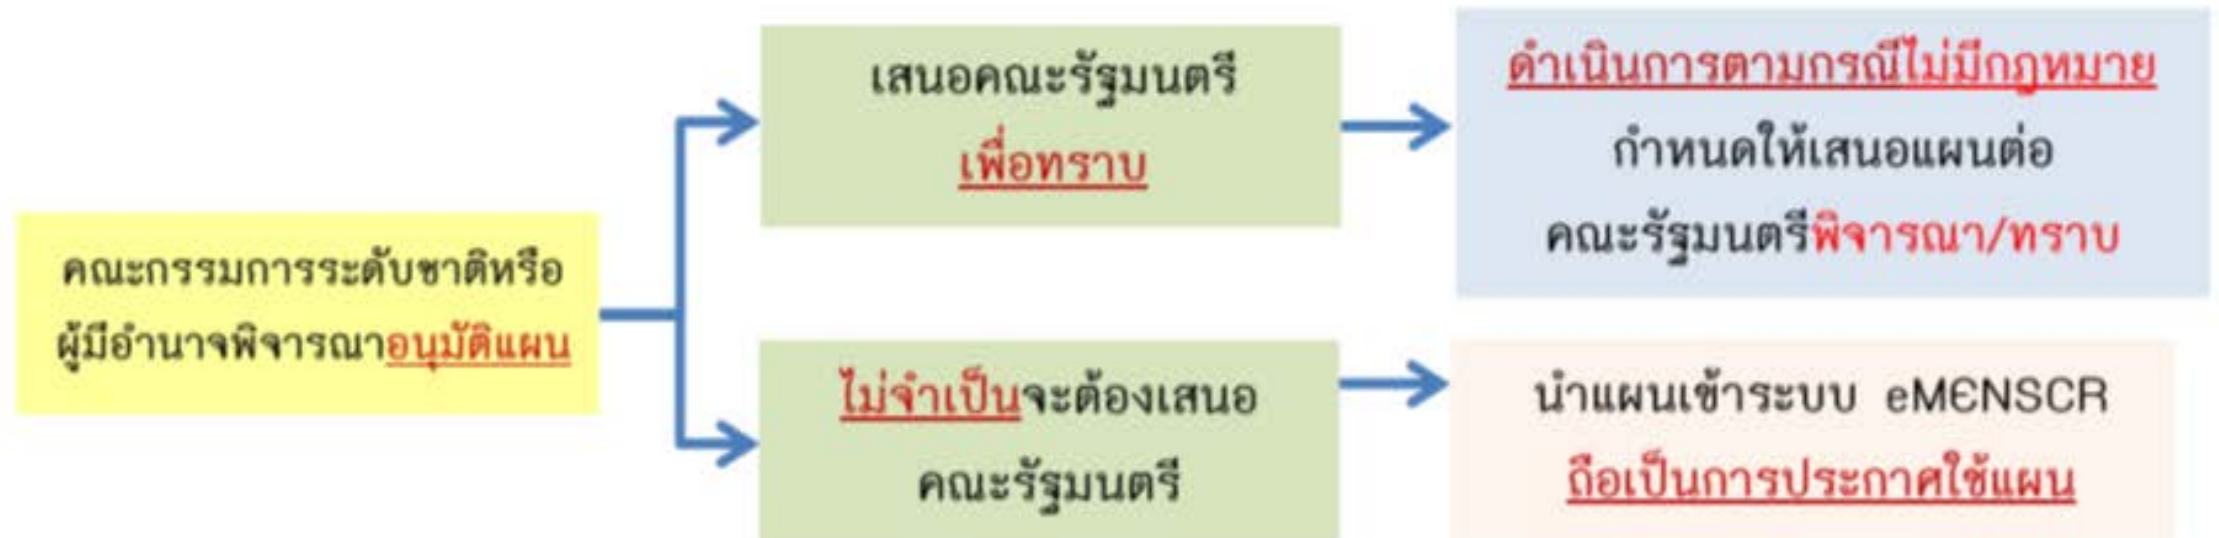 คณะกรรมการระดับชาติหรือ
ผู้มีอำนาจพิจารณาอนุมัติแผน
เสนอคณะรัฐมนตรี
เพื่อทราบ
ดำเนินการตามกรณีไม่มีกฎหมาย
กำหนดให้เสนอแผนต่อ
คณะรัฐมนตรีพิจารณา/ทราบ
ไม่จำเป็นจะต้องเสนอ
คณะรัฐมนตรี
นำแผนเข้าระบบ eMENSCR
ถือเป็นการประกาศใช้แผน